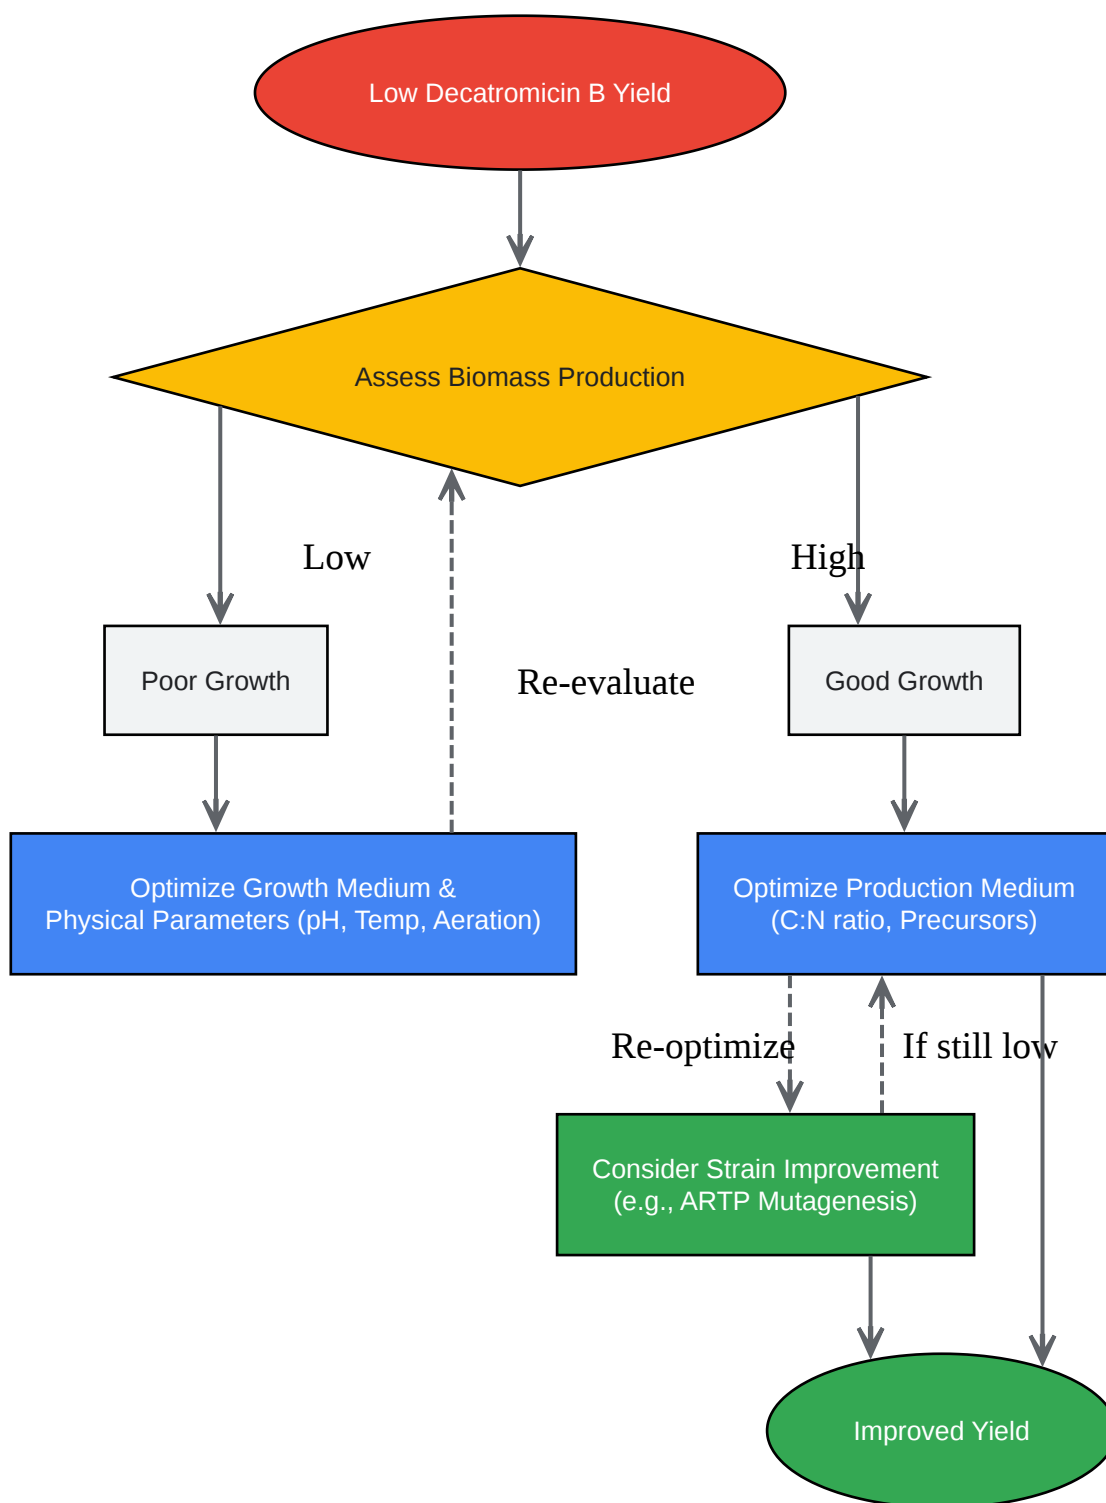 Low Decatromicin B Yield
Assess Biomass Production
Low
High
Poor Growth
Re-evaluate
Good Growth
Optimize Growth Medium &
Physical Parameters (pH, Temp, Aeration)
Optimize Production Medium
(C:N ratio, Precursors)
Re-optimize
If still low
Consider Strain Improvement
(e.g., ARTP Mutagenesis)
Improved Yield